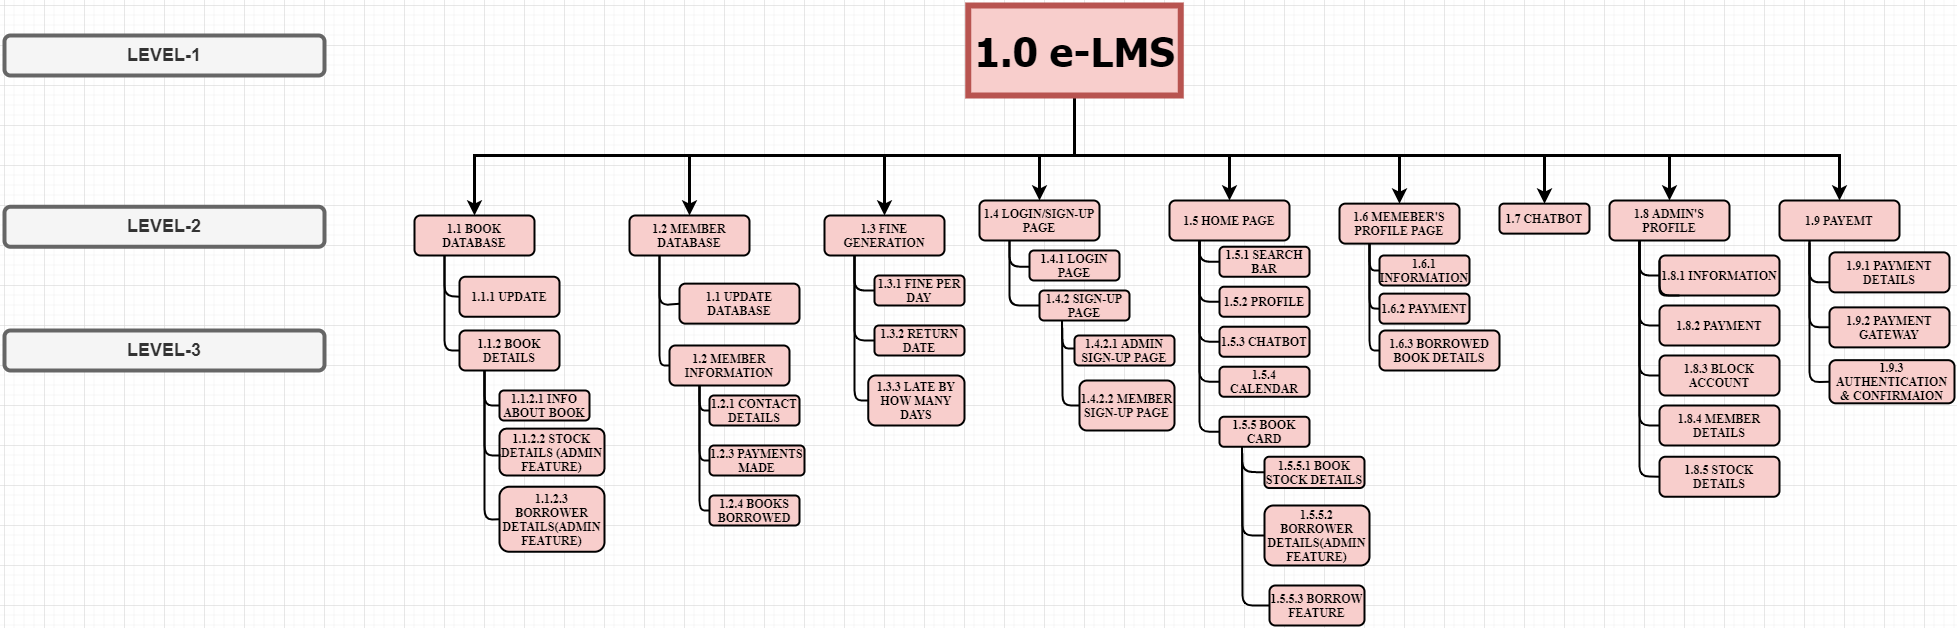 LEVEL-1
1.0 e-LMS
LEVEL-2
LEVEL-3
1.1 BOOK
DATABASE
1.1.1 UPDATE
1.1.2 BOOK
DETAILS
1.1.2.1 INFO
ABOUT BOOK
1.1.2.2 STOCK
DETAILS (ADMIN
FEATURE)
1.1.2.3
BORROWER
DETAILS(ADMIN
FEATURE)
1.2 MEMBER
DATABASE
1.1 UPDATE
DATABASE
1.2 MEMBER
INFORMATION
1.2.1 CONTACT
DETAILS
1.2.3 PAYMENTS
MADE
1.2.4 BOOKS
BORROWED
1.3 FINE
GENERATION
1.3.1 FINE PER
DAY
1.3.2 RETURN
DATE
1.3.3 LATE BY
HOW MANY
DAYS
1.4 LOGIN/SIGN-UP
PAGE
1.4.1 LOGIN
PAGE
1.4.2 SIGN-UP
PAGE
1.4.2.1 ADMIN
SIGN-UP PAGE
1.4.2.2 MEMBER
SIGN-UP PAGE
1.5 HOME PAGE
1.5.1 SEARCH
BAR
1.5.2 PROFILE
1.5.3 CHATBOT
1.5.4
CALENDAR
1.5.5 BOOK
CARD
1.5.5.1 BOOK
STOCK DETAILS
1.5.5.2
BORROWER
DETAILS(ADMIN
FEATURE)
1.5.5.3 BORROW
FEATURE
1.6 MEMEBER'S
PROFILE PAGE
1.6.1
INFORMATION
1.6.2 PAYMENT
1.6.3 BORROWED
BOOK DETAILS
1.7 CHATBOT
1.8 ADMIN'S
PROFILE
1.8.1 INFORMATION
1.8.2 PAYMENT
1.8.3 BLOCK
ACCOUNT
1.8.4 MEMBER
DETAILS
1.8.5 STOCK
DETAILS
1.9 PAYEMT
1.9.1 PAYMENT
DETAILS
1.9.2 PAYMENT
GATEWAY
1.9.3
AUTHENTICATION
& CONFIRMAION